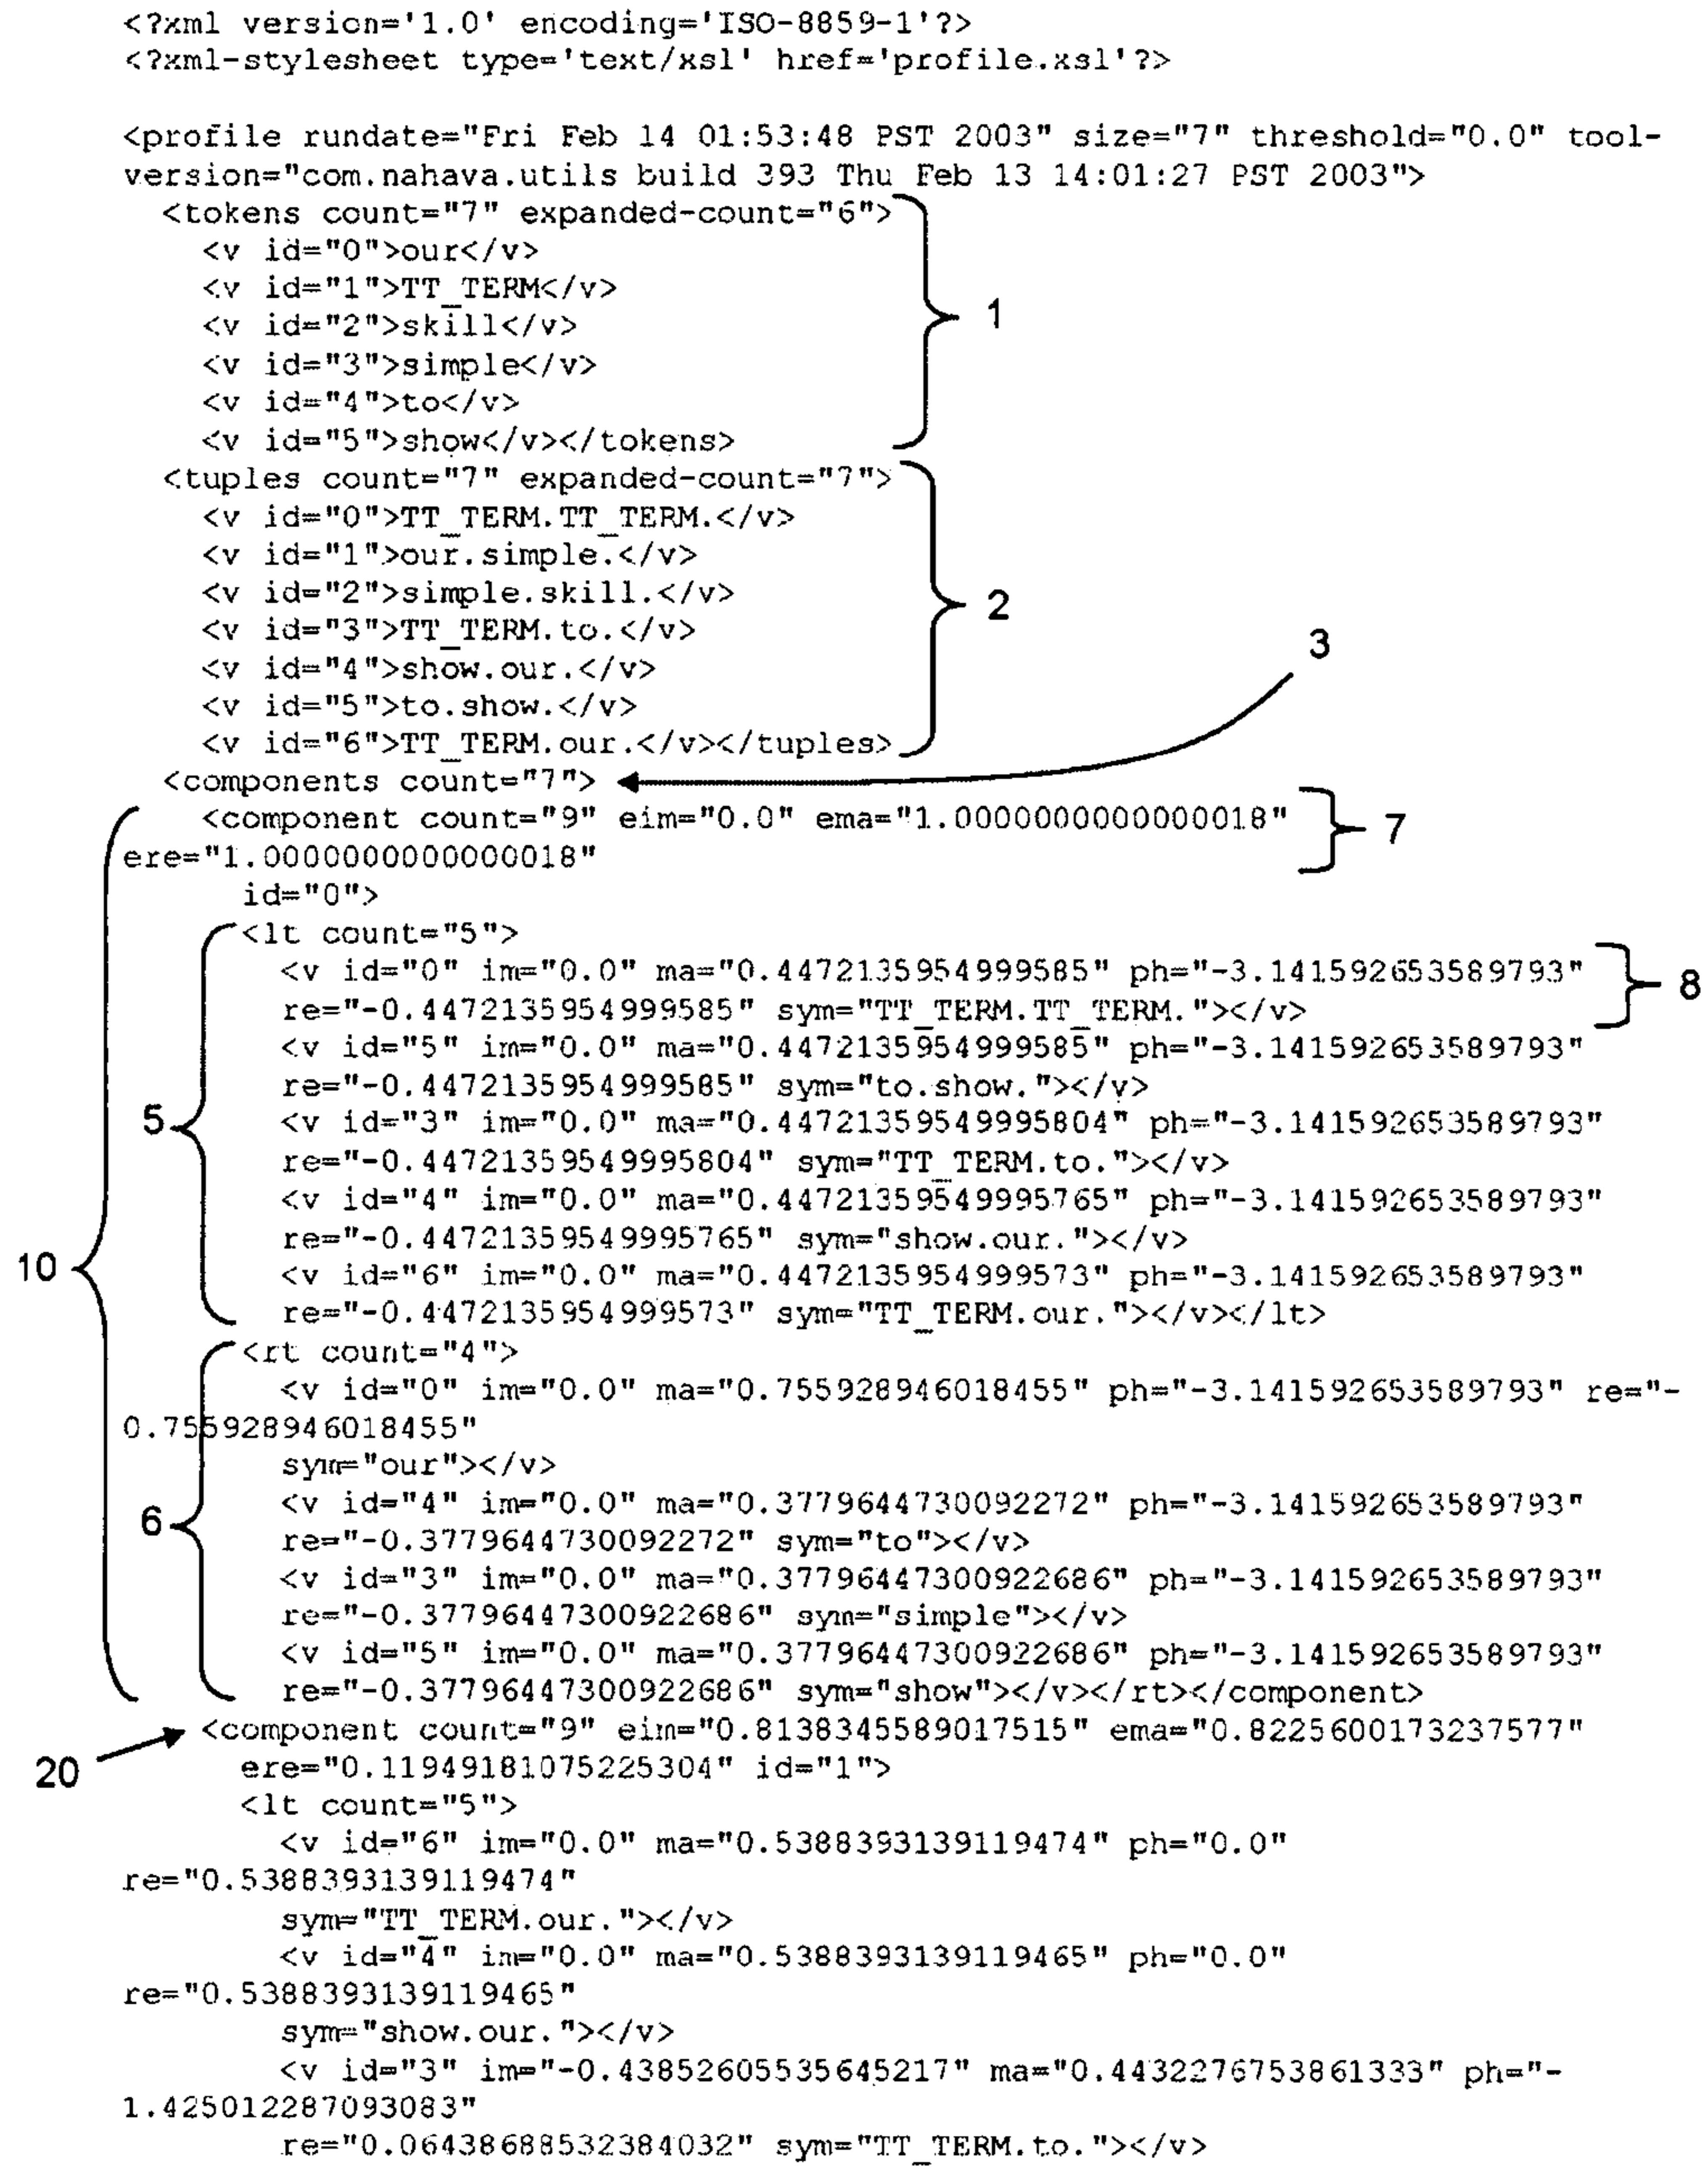 <?xml version='1.0' encoding='ISO-8859-1'?>
<?xml-stylesheet type='text/xsl' href='profile.xsl'?>
<profile rundate="Fri Feb 14 01:53:48 PST 2003" size="7" threshold="0.0" tool-
version="com.nahava.utils build 393 Thu Feb 13 14:01:27 PST 2003">
<tokens count="7" expanded-count="6">
<v id="0">our</v>
<v id="1">TT_TERM</v>
1
<v id="2">skill</v>
<v id="3">simple</v>
<v id="4">to</v>
<v id="5">show</v></tokens>
<tuples count="7" expanded-count="7">
<v id="0">TT_TERM.TT_TERM.</v>
<v id="1">our.simple.</v>
<v id="2">simple.skill.</v>
2
<v id="3">TT_TERM.to.</v>
3
<v id="4">show.our.</v>
<v id="5">to.show.</v>
<v id="6">TT_TERM.our.</v></tuples>
<components count="7">
<component count="9" eim="0.0" ema="1.0000000000000018"
7
ere="1.0000000000000018"
id="0">
<lt count="5">
<v id="0" im="0.0" ma="0.4472135954999585" ph="-3.141592653589793"
8
re="-0.4472135954999585" sym="TT_TERM.TT_TERM."></v>
<v id="5" im="0.0" ma="0.4472135954999585" ph="-3.141592653589793"
re="-0.4472135954999585" sym="to.show."></v>
5
<v id="3" im="0.0" ma="0.44721359549995804" ph="-3.141592653589793"
re="-0.44721359549995804" sym="TT_TERM.to."></v>
<v id="4" im="0.0" ma="0.44721359549995765" ph="-3.141592653589793"
re="-0.44721359549995765" sym="show.our."></v>
10
<v id="6" im="0.0" ma="0.4472135954999573" ph="-3.141592653589793"
re="-0.4472135954999573" sym="TT_TERM.our."></v></lt>
<rt count="4">
<v id="0" im="0.0" ma="0.755928946018455" ph="-3.141592653589793" re="-
0.7559289460184​55"
sym="our"></v>
<v id="4" im="0.0" ma="0.3779644730092272" ph="-3.141592653589793"
6
re="-0.3779644730092272" sym="to"></v>
<v id="3" im="0.0" ma="0.37796447300922686" ph="-3.141592653589793"
re="-0.37796447300922686" sym="simple"></v>
<v id="5" im="0.0" ma="0.37796447300922686" ph="-3.141592653589793"
re="-0.37796447300922686" sym="show"></v></rt></component>
<component count="9" eim="0.8138345589017515" ema="0.8225600173237577"
20
ere="0.11949181075225304" id="1">
<lt count="5">
<v id="6" im="0.0" ma="0.5388393139119474" ph="0.0"
re="0.5388393139119474"
sym="TT_TERM.our."></v>
<v id="4" im="0.0" ma="0.5388393139119465" ph="0.0"
re="0.5388393139119465"
sym="show.our."></v>
<v id="3" im="-0.43852605535645217" ma="0.4432276753861333" ph="-
1.425012287093083"
re="0.06438688532384032" sym="TT_TERM.to."></v>